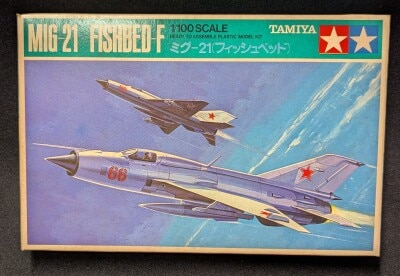 MIG-21 FISHBED-F
1:100 SCALE
READY TO ASSEMBLE PLASTIC MODEL KIT
ミグ-21(フィッシュベッド)
TAMIYA
66